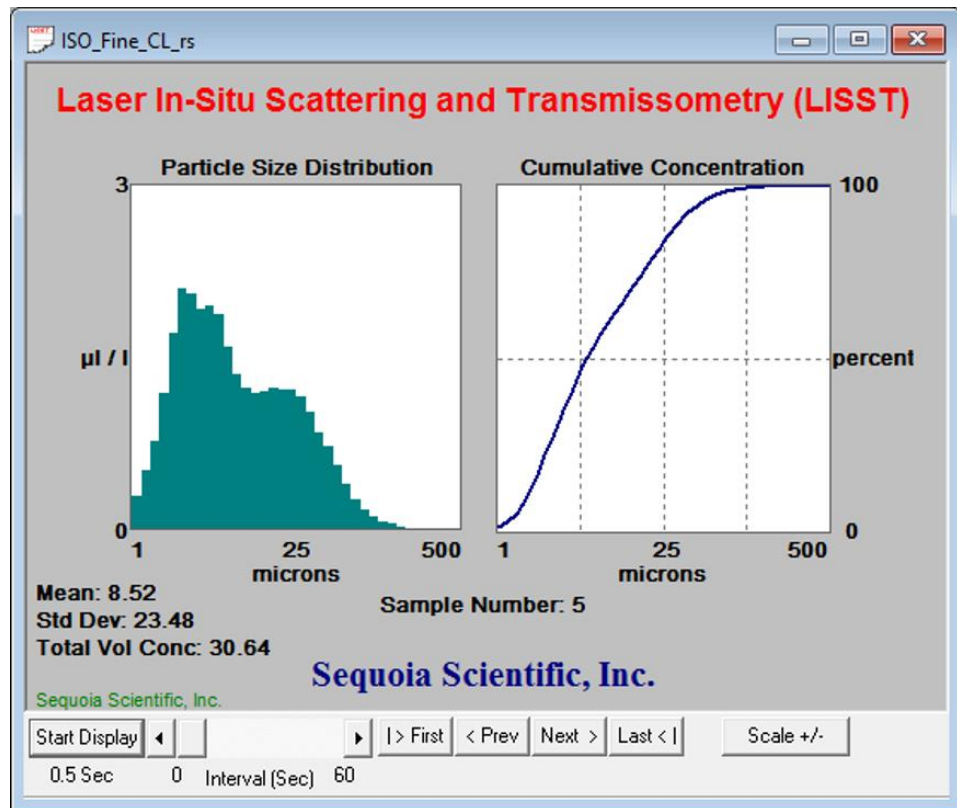 ISO_Fine_CL_rs
Laser In-Situ Scattering and Transmissometry (LISST)
Particle Size Distribution
Cumulative Concentration
3
100
µl / l
percent
0
0
1 25 500
1 25 500
microns
microns
Mean: 8.52
Sample Number: 5
Std Dev: 23.48
Total Vol Conc: 30.64
Sequoia Scientific, Inc.
Sequoia Scientific, Inc.
Start Display |> First < Prev Next > Last <| Scale +/-
0.5 Sec 0 Interval (Sec) 60